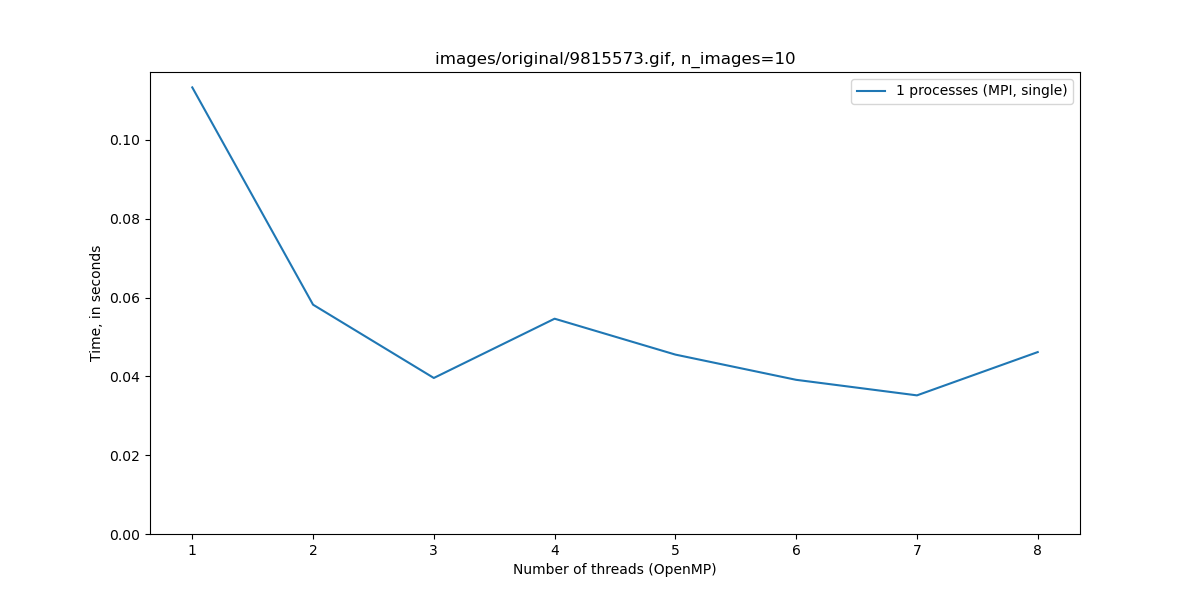 images/original/9815573.gif, n_images=10
1 processes (MPI, single)
0.10
0.08
0.06
0.04
0.02
0.00
Time, in seconds
1 2 3 4 5 6 7 8
Number of threads (OpenMP)